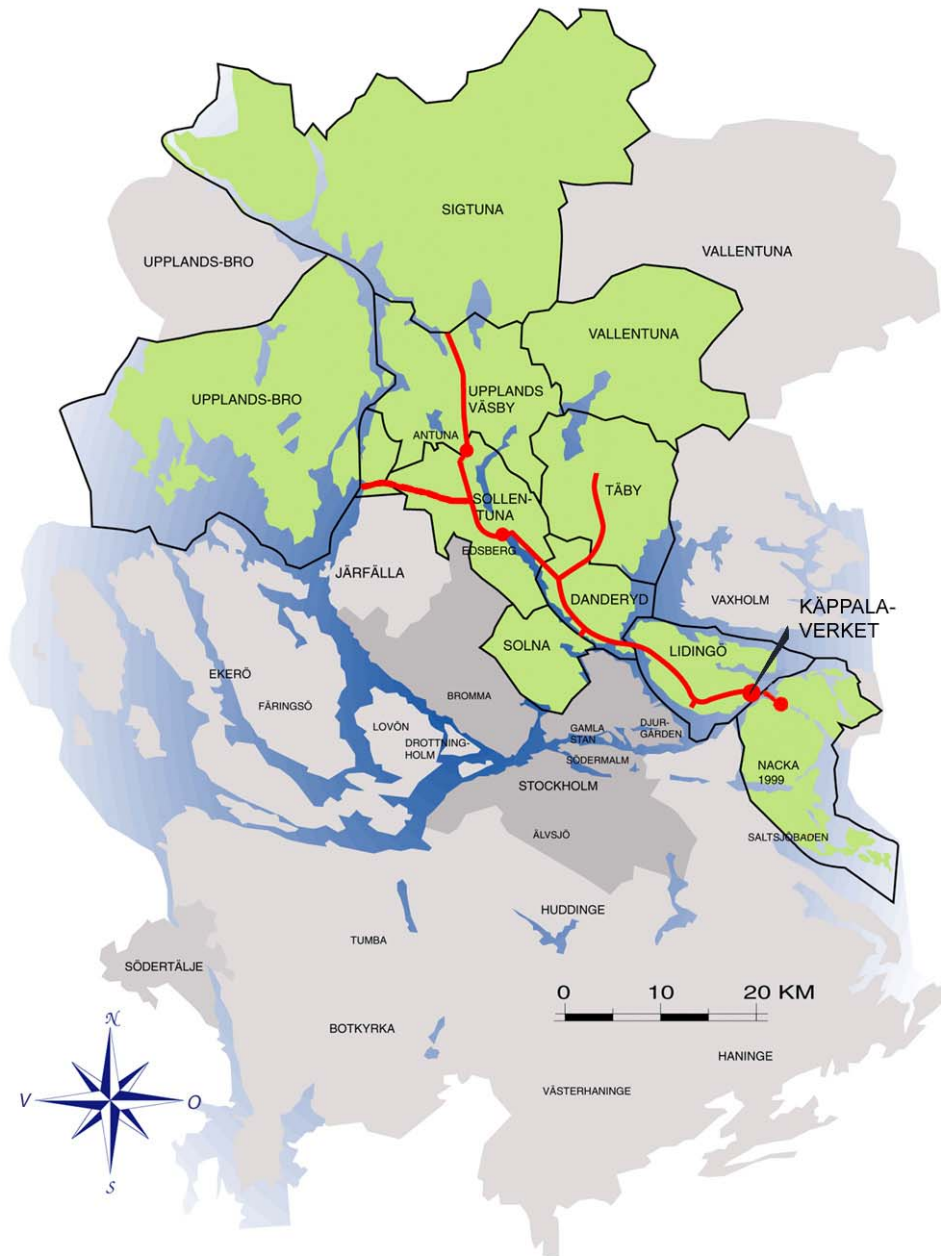 SIGTUNA
UPPLANDS-BRO
VALLENTUNA
VALLENTUNA
UPPLANDS-BRO
UPPLANDS
VÄSBY
ANTUNA
TÄBY
SOLLEN-
TUNA
EDSBERG
JÄRFÄLLA
DANDERYD
VAXHOLM
KÄPPALA-
VERKET
SOLNA
LIDINGÖ
EKERÖ
BROMMA
FÄRINGSÖ
LOVÖN
DROTTNING-
HOLM
GAMLA
STAN
DJUR-
GÅRDEN
SÖDERMALM
NACKA
1999
STOCKHOLM
ÄLVSJÖ
SALTSJÖBADEN
HUDDINGE
TUMBA
SÖDERTÄLJE
0 10 20 KM
BOTKYRKA
HANINGE
VÄSTERHANINGE
N
V O
S